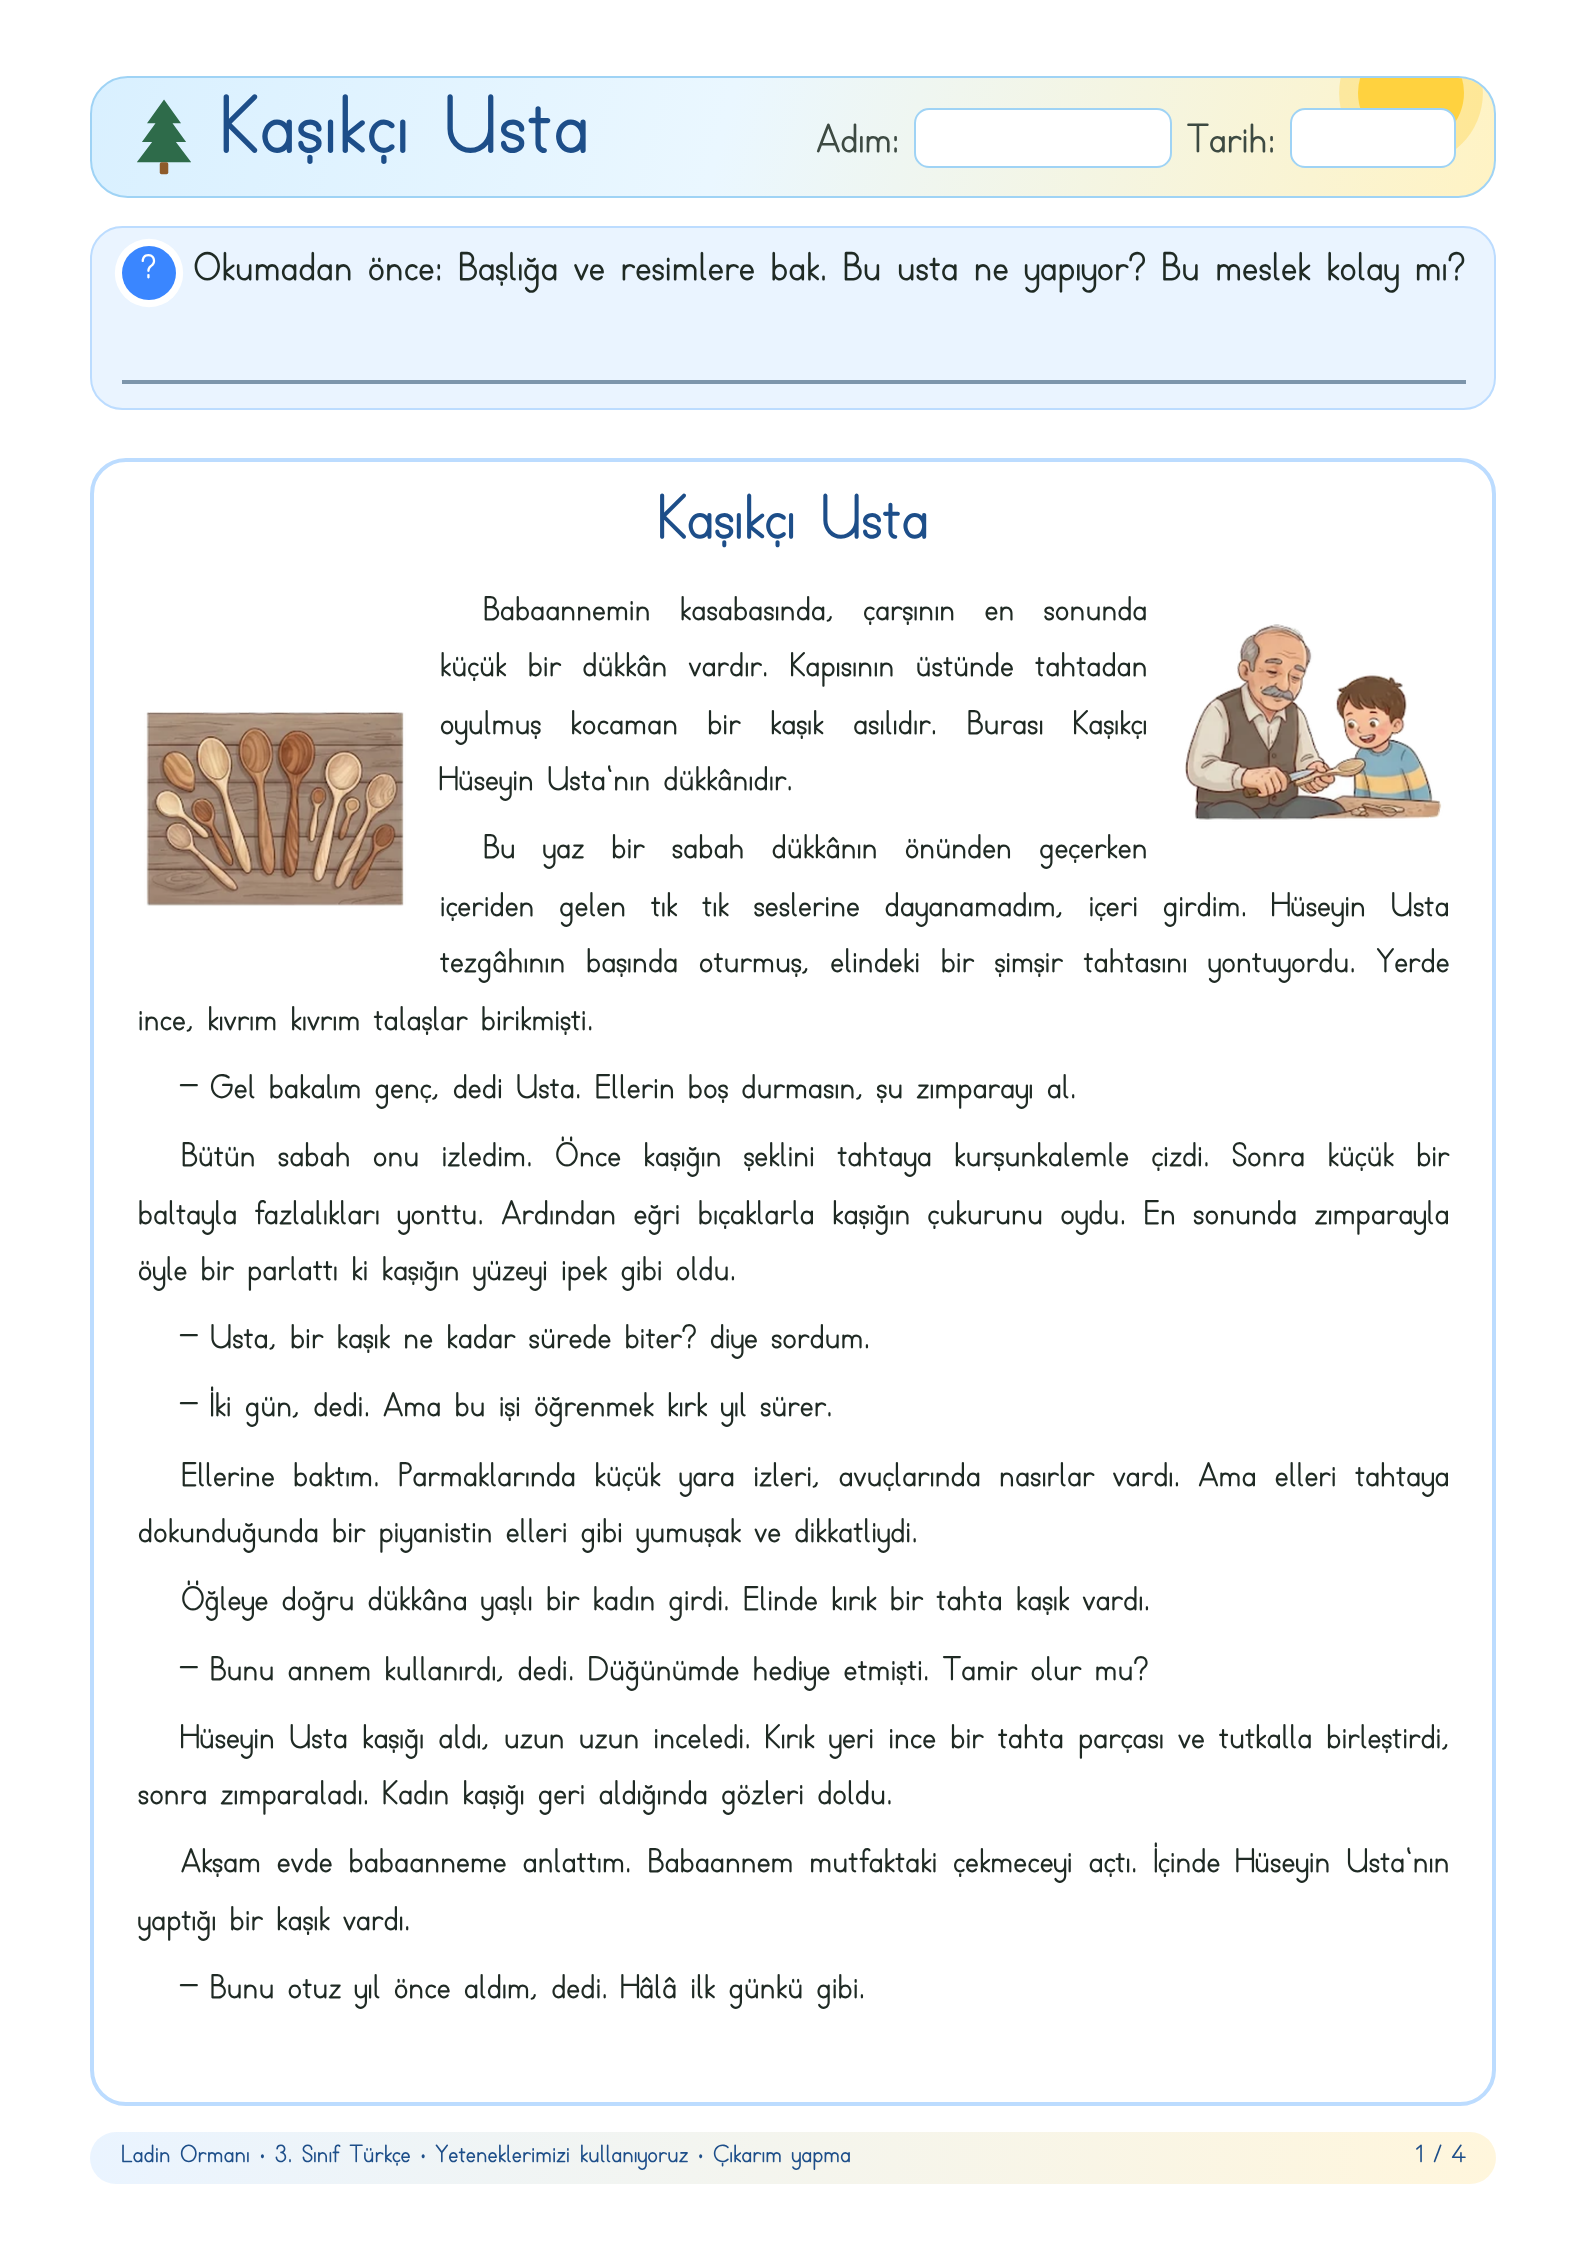 Kaşıkçı Usta
Adım:
Tarih:
?
Okumadan önce: Başlığa ve resimlere bak. Bu usta ne yapıyor? Bu meslek kolay mı?
Kaşıkçı Usta
Babaannemin kasabasında, çarşının en sonunda
küçük bir dükkân vardır. Kapısının üstünde tahtadan
oyulmuş kocaman bir kaşık asılıdır. Burası Kaşıkçı
Hüseyin Usta‛nın dükkânıdır.
Bu yaz bir sabah dükkânın önünden geçerken
içeriden gelen tık tık seslerine dayanamadım, içeri girdim. Hüseyin Usta
tezgâhının başında oturmuş, elindeki bir şimşir tahtasını yontuyordu. Yerde
ince, kıvrım kıvrım talaşlar birikmişti.
– Gel bakalım genç, dedi Usta. Ellerin boş durmasın, şu zımparayı al.
Bütün sabah onu izledim. Önce kaşığın şeklini tahtaya kurşunkalemle çizdi. Sonra küçük bir
baltayla fazlalıkları yonttu. Ardından eğri bıçaklarla kaşığın çukurunu oydu. En sonunda zımparayla
öyle bir parlattı ki kaşığın yüzeyi ipek gibi oldu.
– Usta, bir kaşık ne kadar sürede biter? diye sordum.
– İki gün, dedi. Ama bu işi öğrenmek kırk yıl sürer.
Ellerine baktım. Parmaklarında küçük yara izleri, avuçlarında nasırlar vardı. Ama elleri tahtaya
dokunduğunda bir piyanistin elleri gibi yumuşak ve dikkatliydi.
Öğleye doğru dükkâna yaşlı bir kadın girdi. Elinde kırık bir tahta kaşık vardı.
– Bunu annem kullanırdı, dedi. Düğünümde hediye etmişti. Tamir olur mu?
Hüseyin Usta kaşığı aldı, uzun uzun inceledi. Kırık yeri ince bir tahta parçası ve tutkalla birleştirdi,
sonra zımparaladı. Kadın kaşığı geri aldığında gözleri doldu.
Akşam evde babaanneme anlattım. Babaannem mutfaktaki çekmeceyi açtı. İçinde Hüseyin Usta‛nın
yaptığı bir kaşık vardı.
– Bunu otuz yıl önce aldım, dedi. Hâlâ ilk günkü gibi.
Ladin Ormanı • 3. Sınıf Türkçe • Yeteneklerimizi kullanıyoruz • Çıkarım yapma
1 / 4